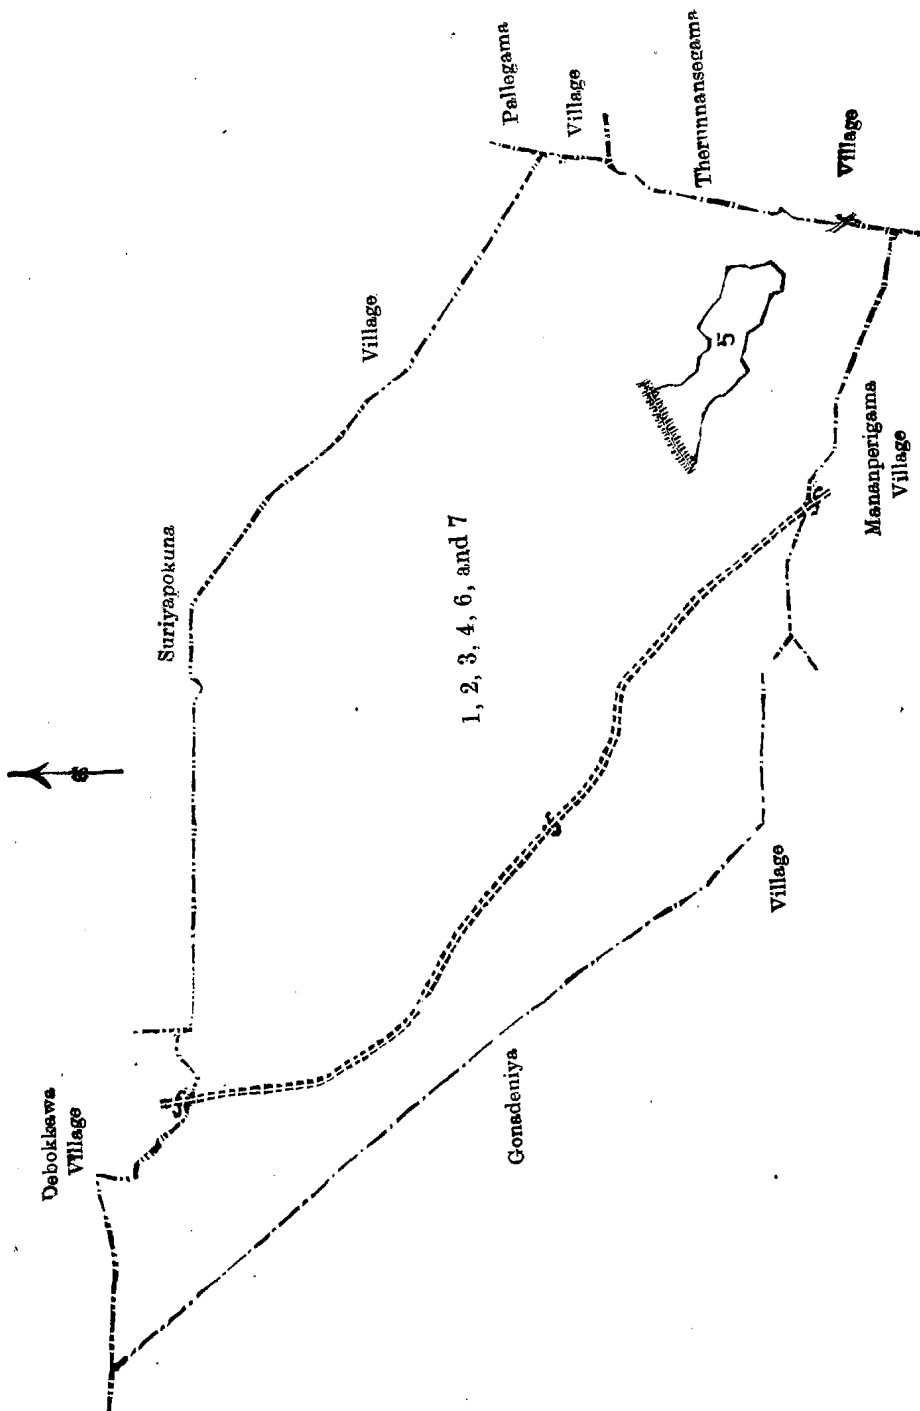 Debokkawa
Village
Suriyapokuna
Village
Pallegama
Village
Therunnansegama
Village
1, 2, 3, 4, 6, and 7
5
Gonadeniya
Village
Mananperigama
Village